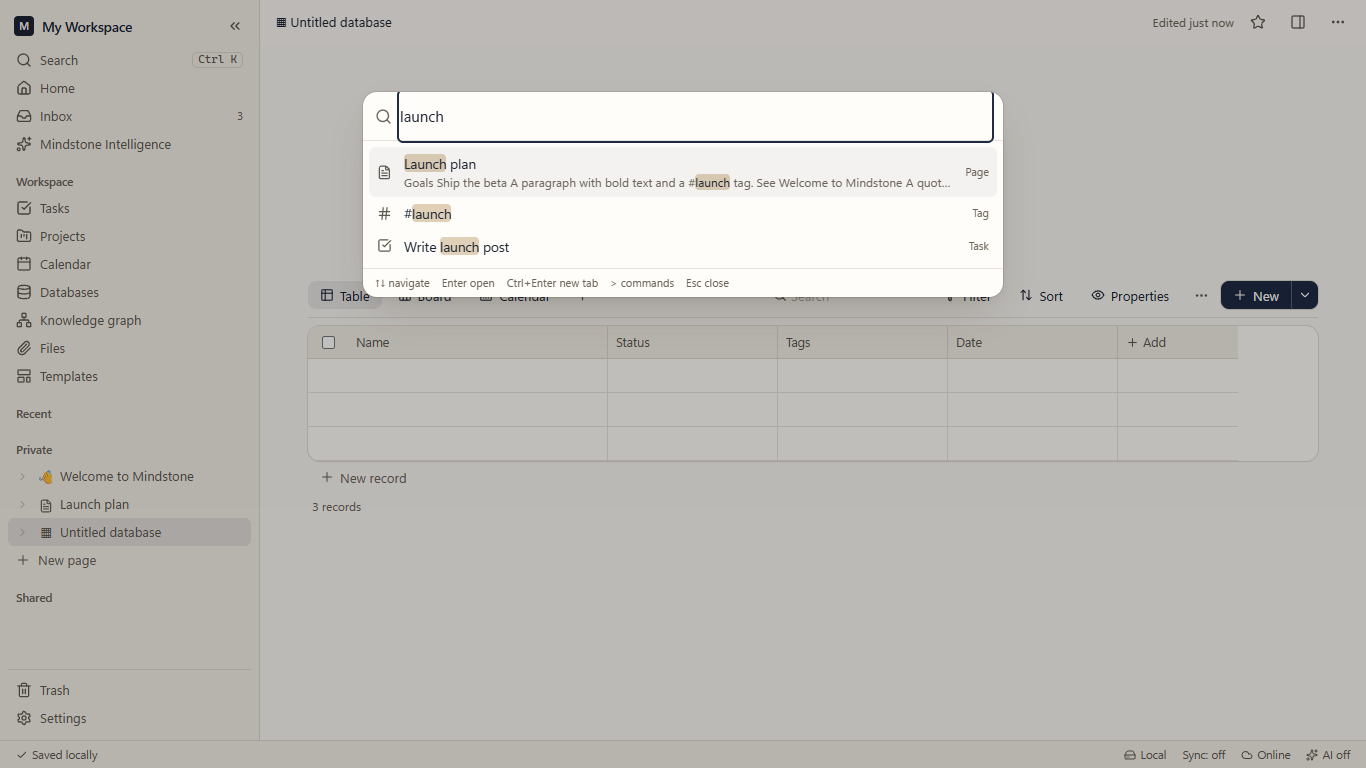 M My Workspace
Untitled database
Edited just now
Search Ctrl K
Home
Inbox 3
Mindstone Intelligence
Workspace
Tasks
Projects
Calendar
Databases
Knowledge graph
Files
Templates
Recent
Private
Welcome to Mindstone
Launch plan
Untitled database
New page
Shared
Trash
Settings
launch
Launch plan
Goals Ship the beta A paragraph with bold text and a #launch tag. See Welcome to Mindstone A quot...
Page
#launch Tag
Write launch post Task
↑↓ navigate Enter open Ctrl+Enter new tab > commands Esc close
Table Board Calendar Search Filter Sort Properties ... + New
Name Status Tags Date + Add
+ New record
3 records
Saved locally
Local Sync: off Online AI off